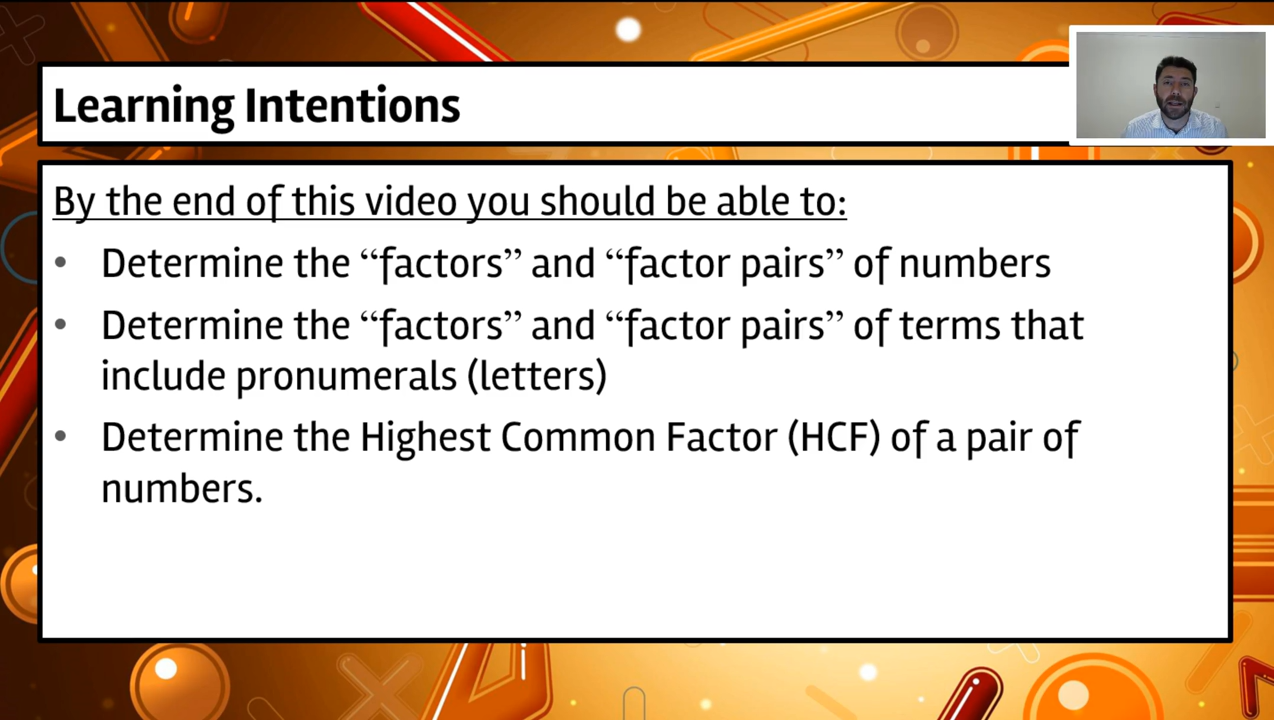 Learning Intentions
By the end of this video you should be able to:
• Determine the “factors” and “factor pairs” of numbers
• Determine the “factors” and “factor pairs” of terms that
include pronumerals (letters)
• Determine the Highest Common Factor (HCF) of a pair of
numbers.